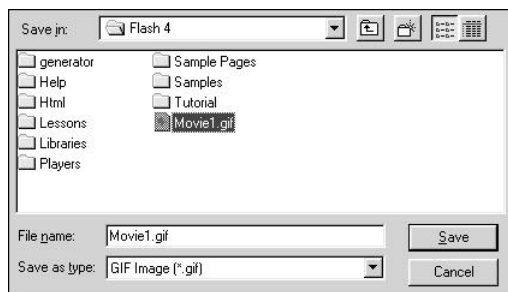 Save in: Flash 4
generator Sample Pages
Help Samples
Html Tutorial
Lessons Movie1.gif
Libraries
Players
File name: Movie1.gif Save
Save as type: GIF Image (*.gif) Cancel